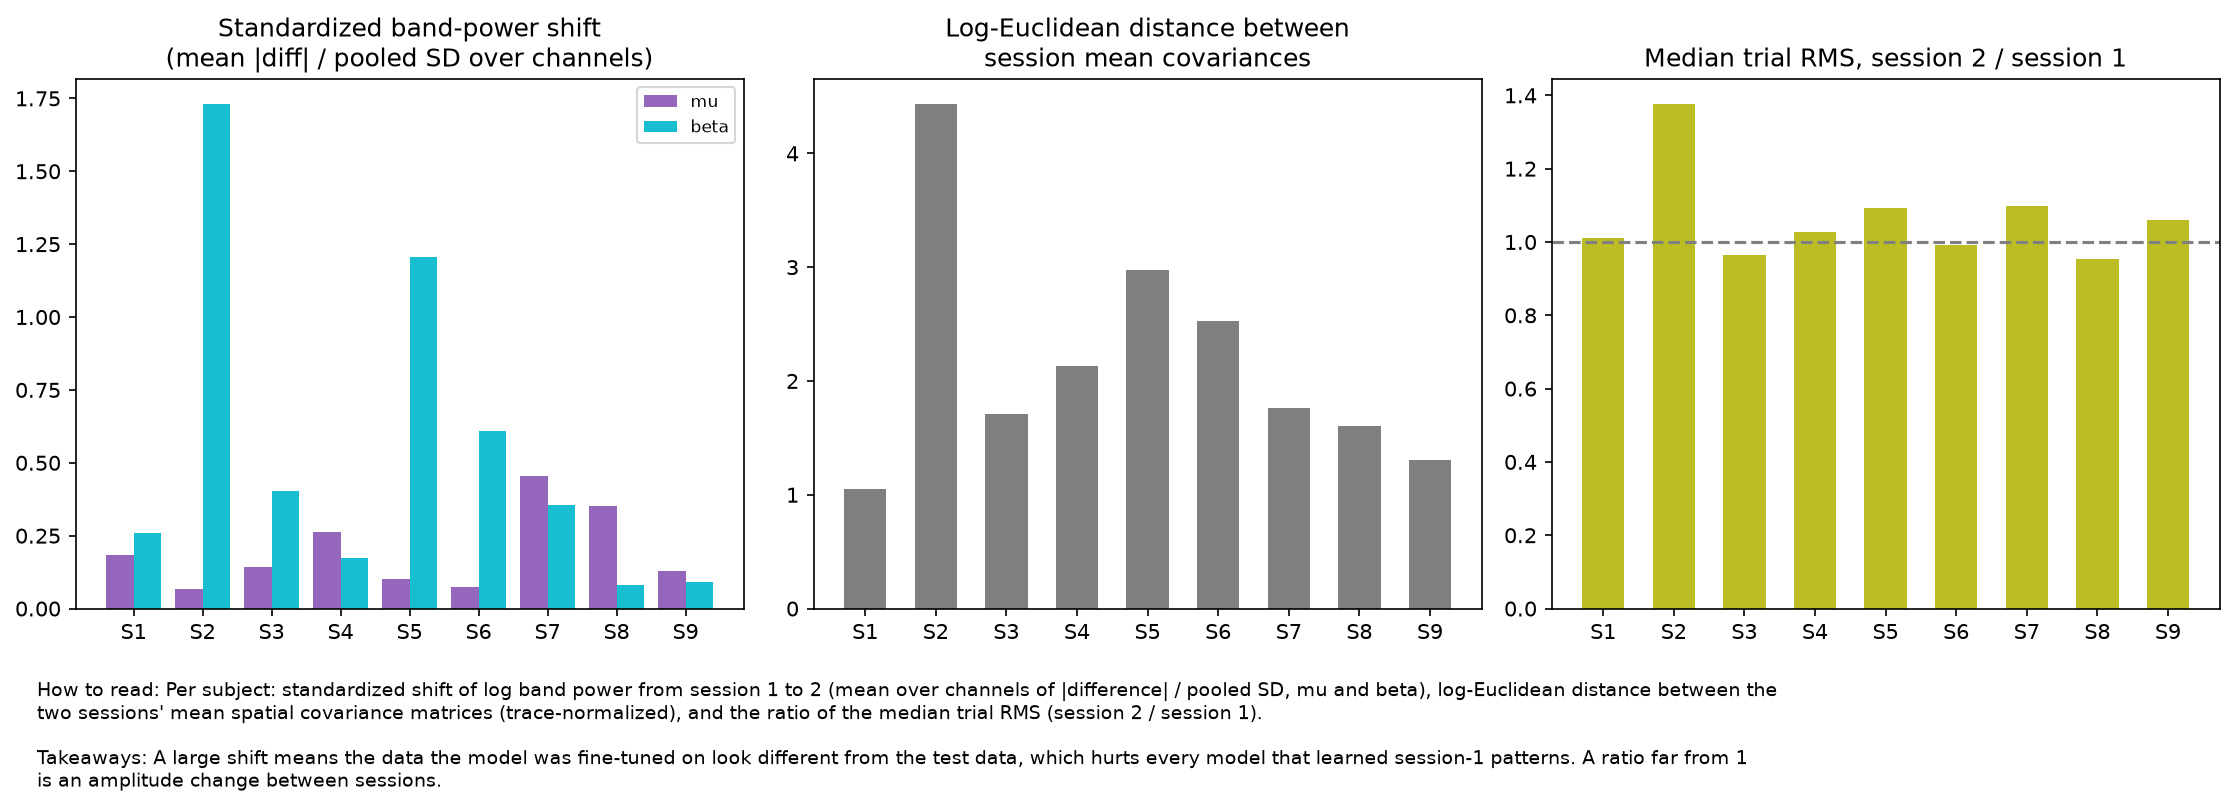 Standardized band-power shift
(mean |diff| / pooled SD over channels)
1.75
1.50
1.25
1.00
0.75
0.50
0.25
0.00
mu
beta
S1 S2 S3 S4 S5 S6 S7 S8 S9
Log-Euclidean distance between
session mean covariances
4
3
2
1
0
S1 S2 S3 S4 S5 S6 S7 S8 S9
Median trial RMS, session 2 / session 1
1.4
1.2
1.0
0.8
0.6
0.4
0.2
0.0
S1 S2 S3 S4 S5 S6 S7 S8 S9
How to read: Per subject: standardized shift of log band power from session 1 to 2 (mean over channels of |difference| / pooled SD, mu and beta), log-Euclidean distance between the
two sessions' mean spatial covariance matrices (trace-normalized), and the ratio of the median trial RMS (session 2 / session 1).
Takeaways: A large shift means the data the model was fine-tuned on look different from the test data, which hurts every model that learned session-1 patterns. A ratio far from 1
is an amplitude change between sessions.